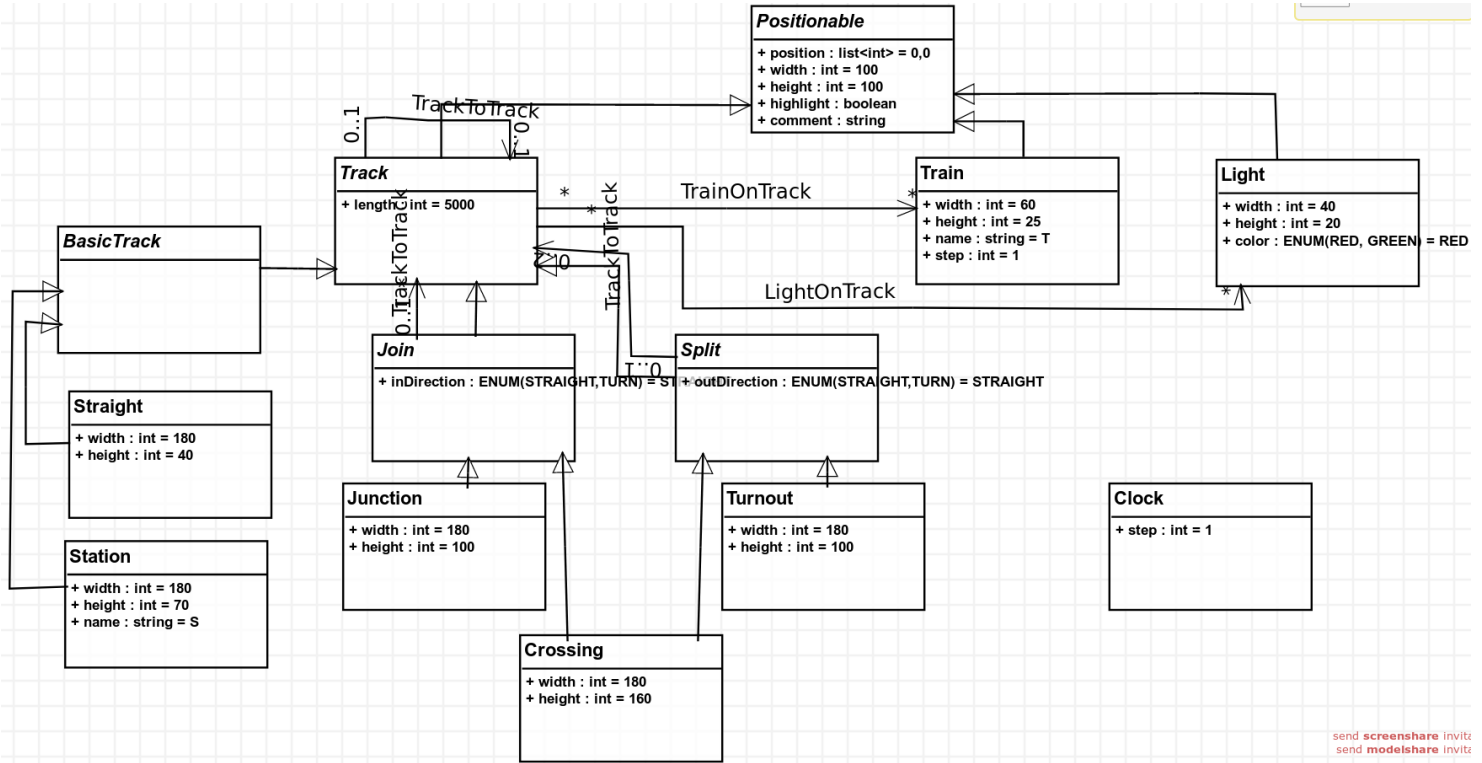 Positionable
+ position : list<int> = 0,0
+ width : int = 100
+ height : int = 100
+ highlight : boolean
+ comment : string
TrackToTrack
0..1
0..1
Track
+ length : int = 5000
TrackToTrack
0..1
*
TrainOnTrack
*
*
TrackToTrack
0..1
LightOnTrack
*
Train
+ width : int = 60
+ height : int = 25
+ name : string = T
+ step : int = 1
Light
+ width : int = 40
+ height : int = 20
+ color : ENUM(RED, GREEN) = RED
BasicTrack
Join
+ inDirection : ENUM(STRAIGHT,TURN) = STRAIGHT
Split
+ outDirection : ENUM(STRAIGHT,TURN) = STRAIGHT
Straight
+ width : int = 180
+ height : int = 40
Junction
+ width : int = 180
+ height : int = 100
Turnout
+ width : int = 180
+ height : int = 100
Clock
+ step : int = 1
Station
+ width : int = 180
+ height : int = 70
+ name : string = S
Crossing
+ width : int = 180
+ height : int = 160
send screenshare invita
send modelshare invita